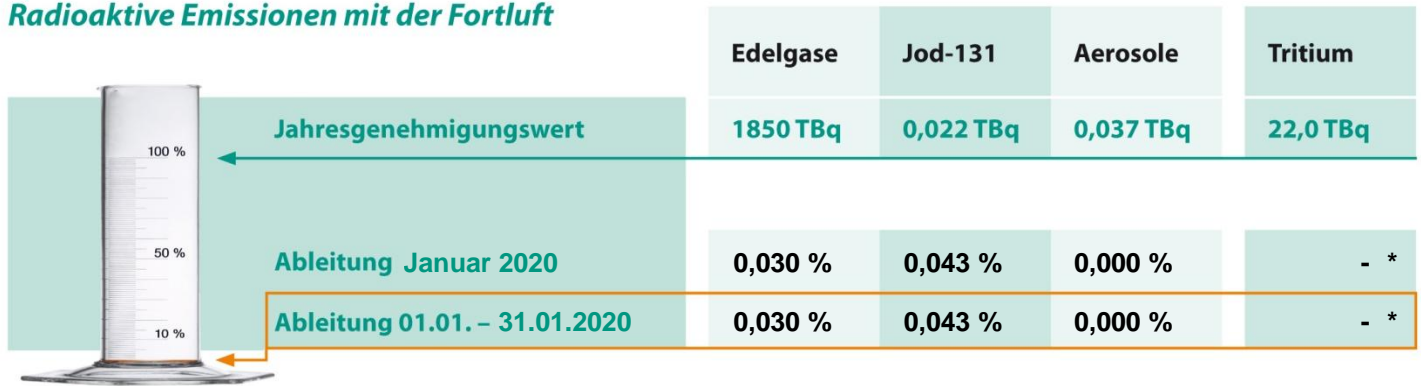 Radioaktive Emissionen mit der Fortluft
Edelgase Jod-131 Aerosole Tritium
Jahresgenehmigungswert 1850 TBq 0,022 TBq 0,037 TBq 22,0 TBq
100 %
50 %
Ableitung Januar 2020 0,030 % 0,043 % 0,000 % - *
Ableitung 01.01. – 31.01.2020 0,030 % 0,043 % 0,000 % - *
10 %